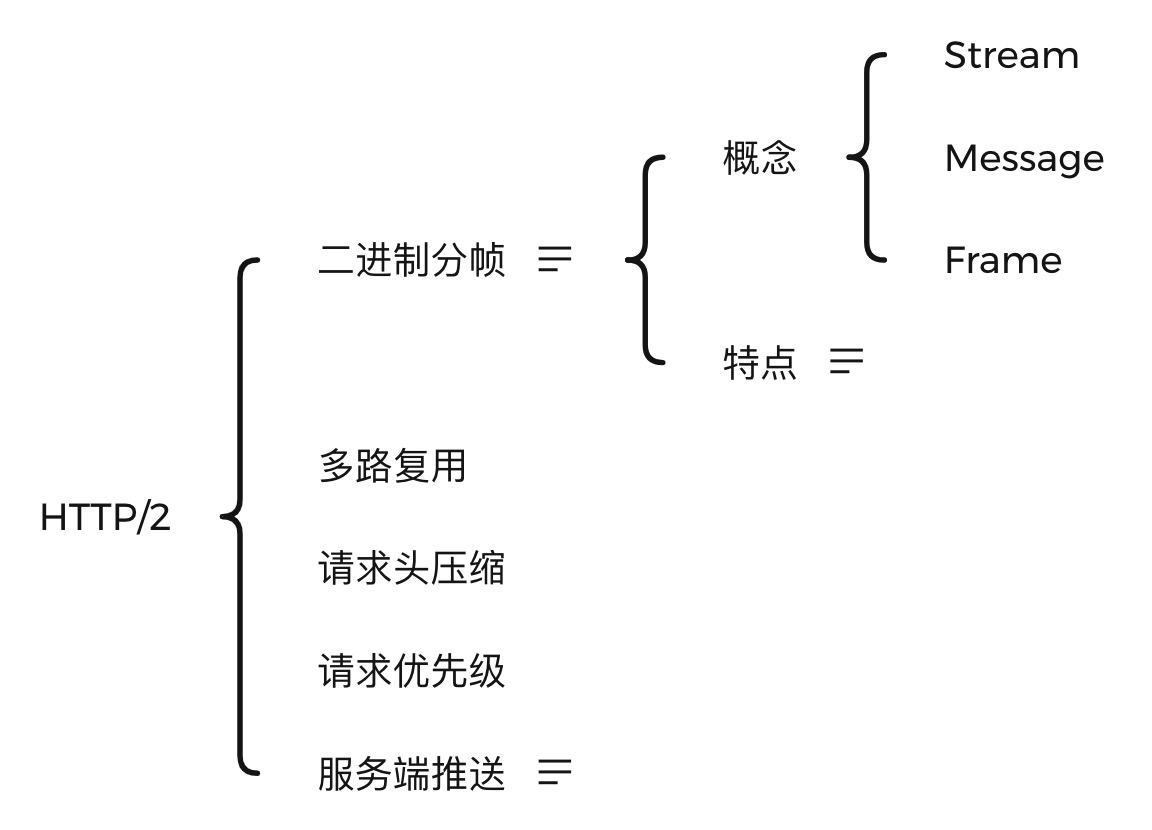 Stream
概念
Message
二进制分帧
Frame
特点
多路复用
HTTP/2
请求头压缩
请求优先级
服务端推送